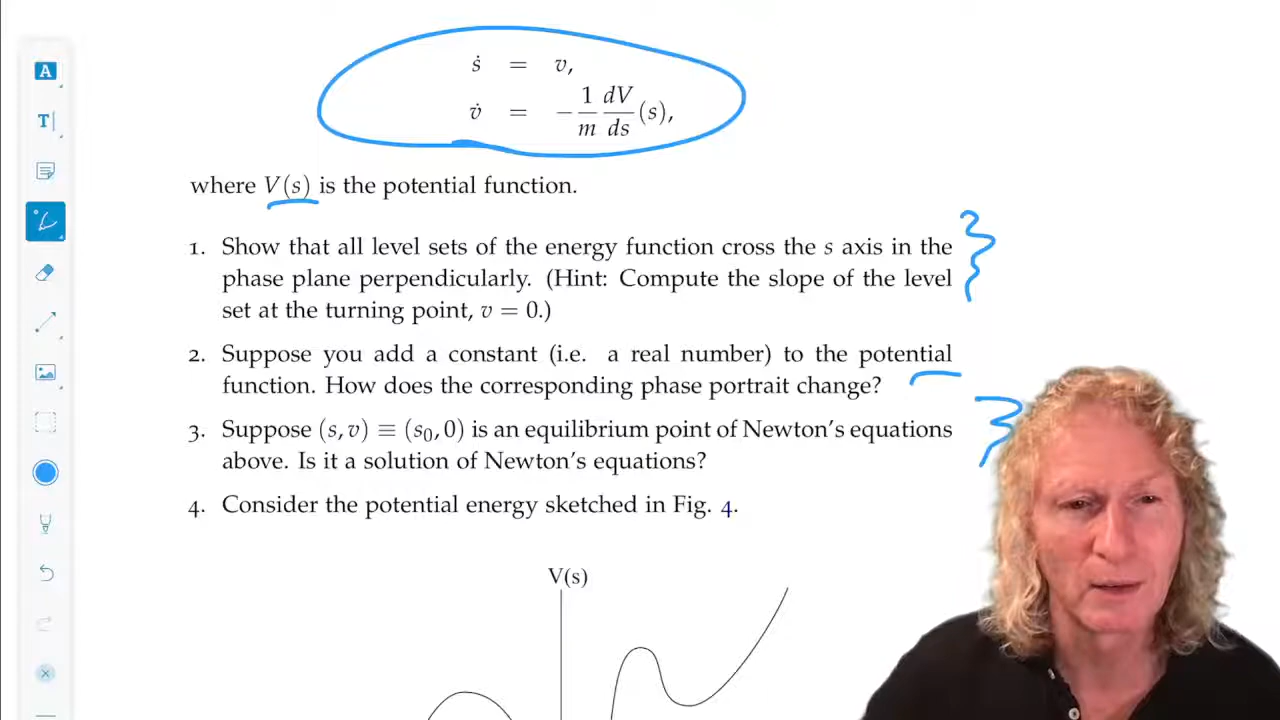 A
T|
ṡ = v,
v̇ = −(1/m)(dV/ds)(s),
where V(s) is the potential function.
1. Show that all level sets of the energy function cross the s axis in the
phase plane perpendicularly. (Hint: Compute the slope of the level
set at the turning point, v = 0.)
2. Suppose you add a constant (i.e. a real number) to the potential
function. How does the corresponding phase portrait change?
3. Suppose (s, v) ≡ (s₀, 0) is an equilibrium point of Newton's equations
above. Is it a solution of Newton's equations?
4. Consider the potential energy sketched in Fig. 4.
V(s)